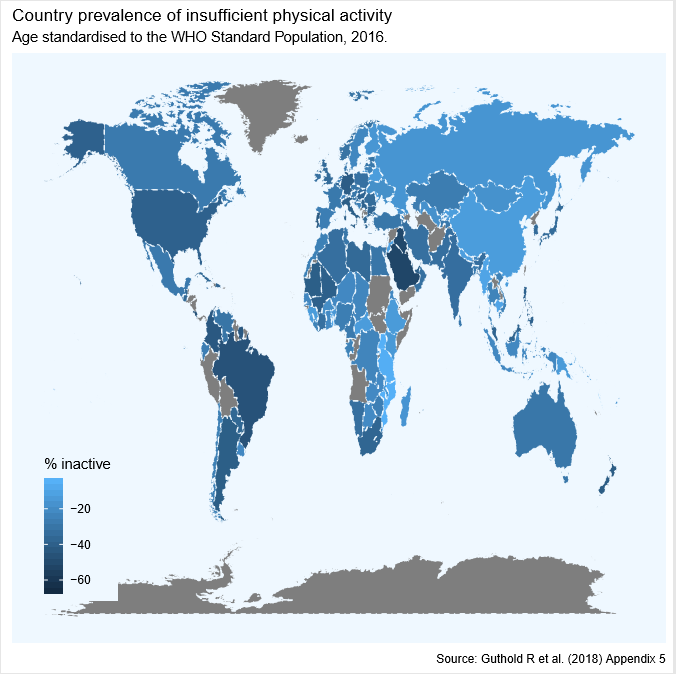 Country prevalence of insufficient physical activity
Age standardised to the WHO Standard Population, 2016.
% inactive
−20
−40
−60
Source: Guthold R et al. (2018) Appendix 5